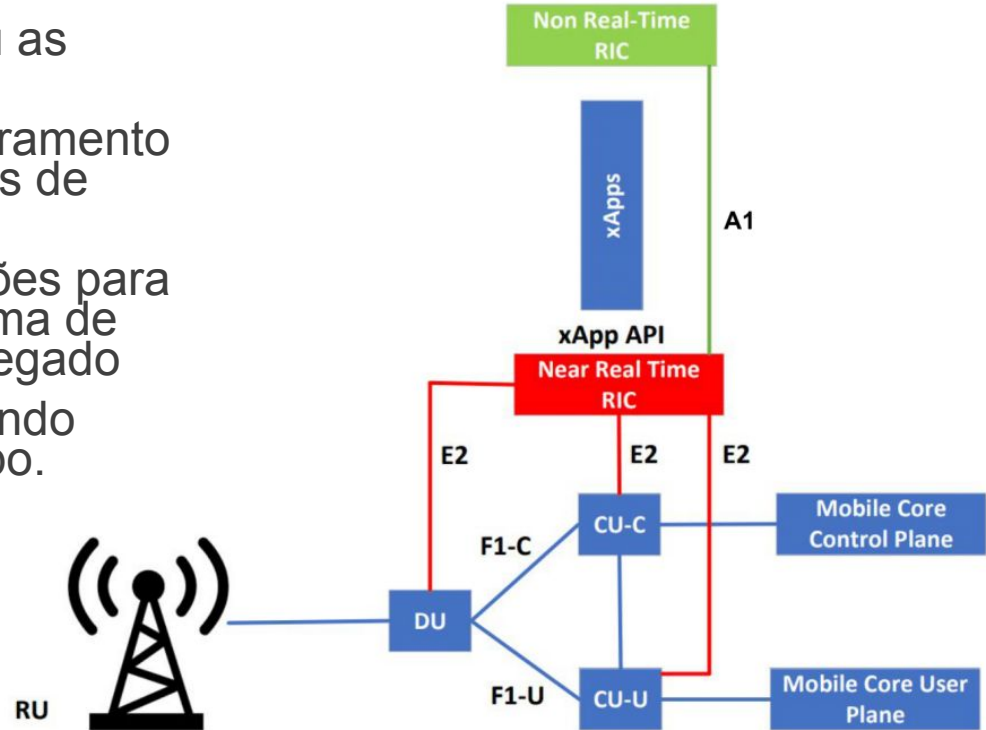 as
ramento
s de
ões para
ma de
egado
ndo
po.
Non Real-Time
RIC
xApps
A1
xApp API
Near Real Time
RIC
E2
E2
E2
CU-C
Mobile Core
Control Plane
F1-C
DU
F1-U
CU-U
Mobile Core User
Plane
RU